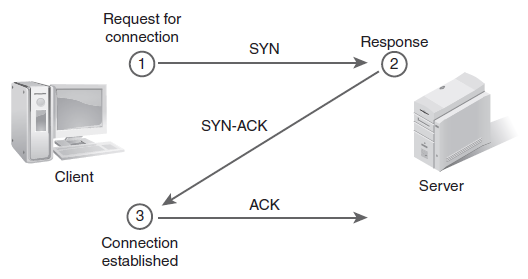 Request for
connection
SYN
Response
1
2
SYN-ACK
Client
Server
3
ACK
Connection
established